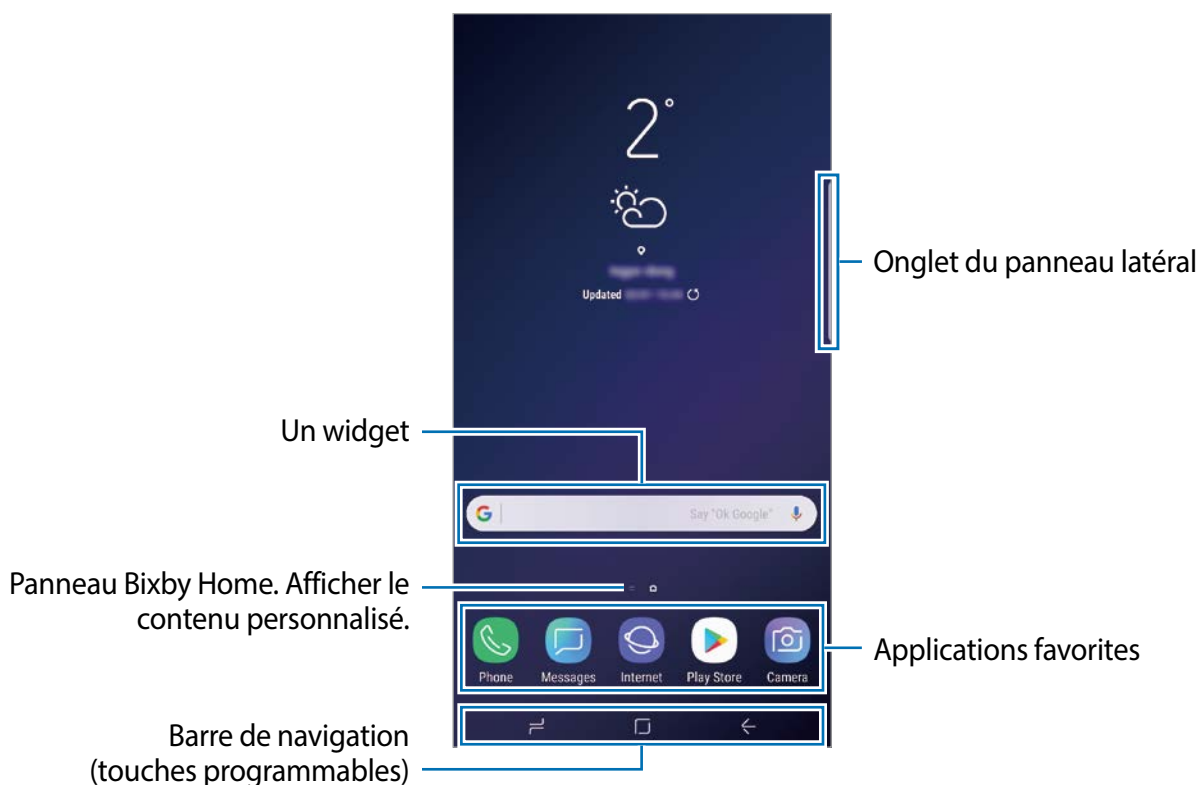 2°
Onglet du panneau latéral
Updated
Un widget
G
Say "Ok Google"
Panneau Bixby Home. Afficher le
contenu personnalisé.
Phone
Messages
Internet
Play Store
Camera
Applications favorites
Barre de navigation
(touches programmables)